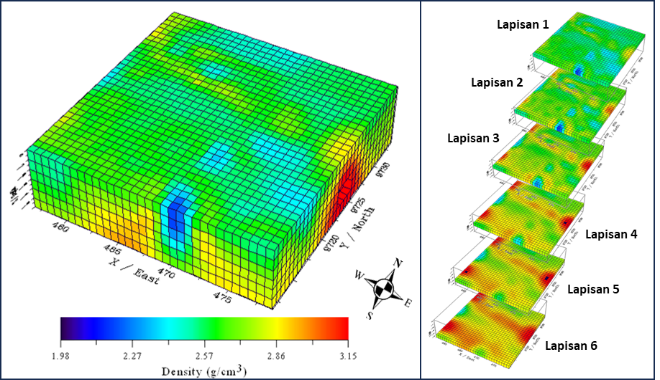 460
465
470
475
X / East
9720
9725
9730
Y / North
N
W
E
S
1.98
2.27
2.57
2.86
3.15
Density (g/cm³)
Lapisan 1
Lapisan 2
Lapisan 3
Lapisan 4
Lapisan 5
Lapisan 6